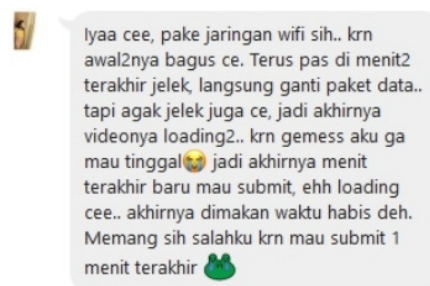 Iyaa cee, pake jaringan wifi sih.. krn
awal2nya bagus ce. Terus pas di menit2
terakhir jelek, langsung ganti paket data..
tapi agak jelek juga ce, jadi akhirnya
videonya loading2.. krn gemess aku ga
mau tinggal😭 jadi akhirnya menit
terakhir baru mau submit, ehh loading
cee.. akhirnya dimakan waktu habis deh.
Memang sih salahku krn mau submit 1
menit terakhir